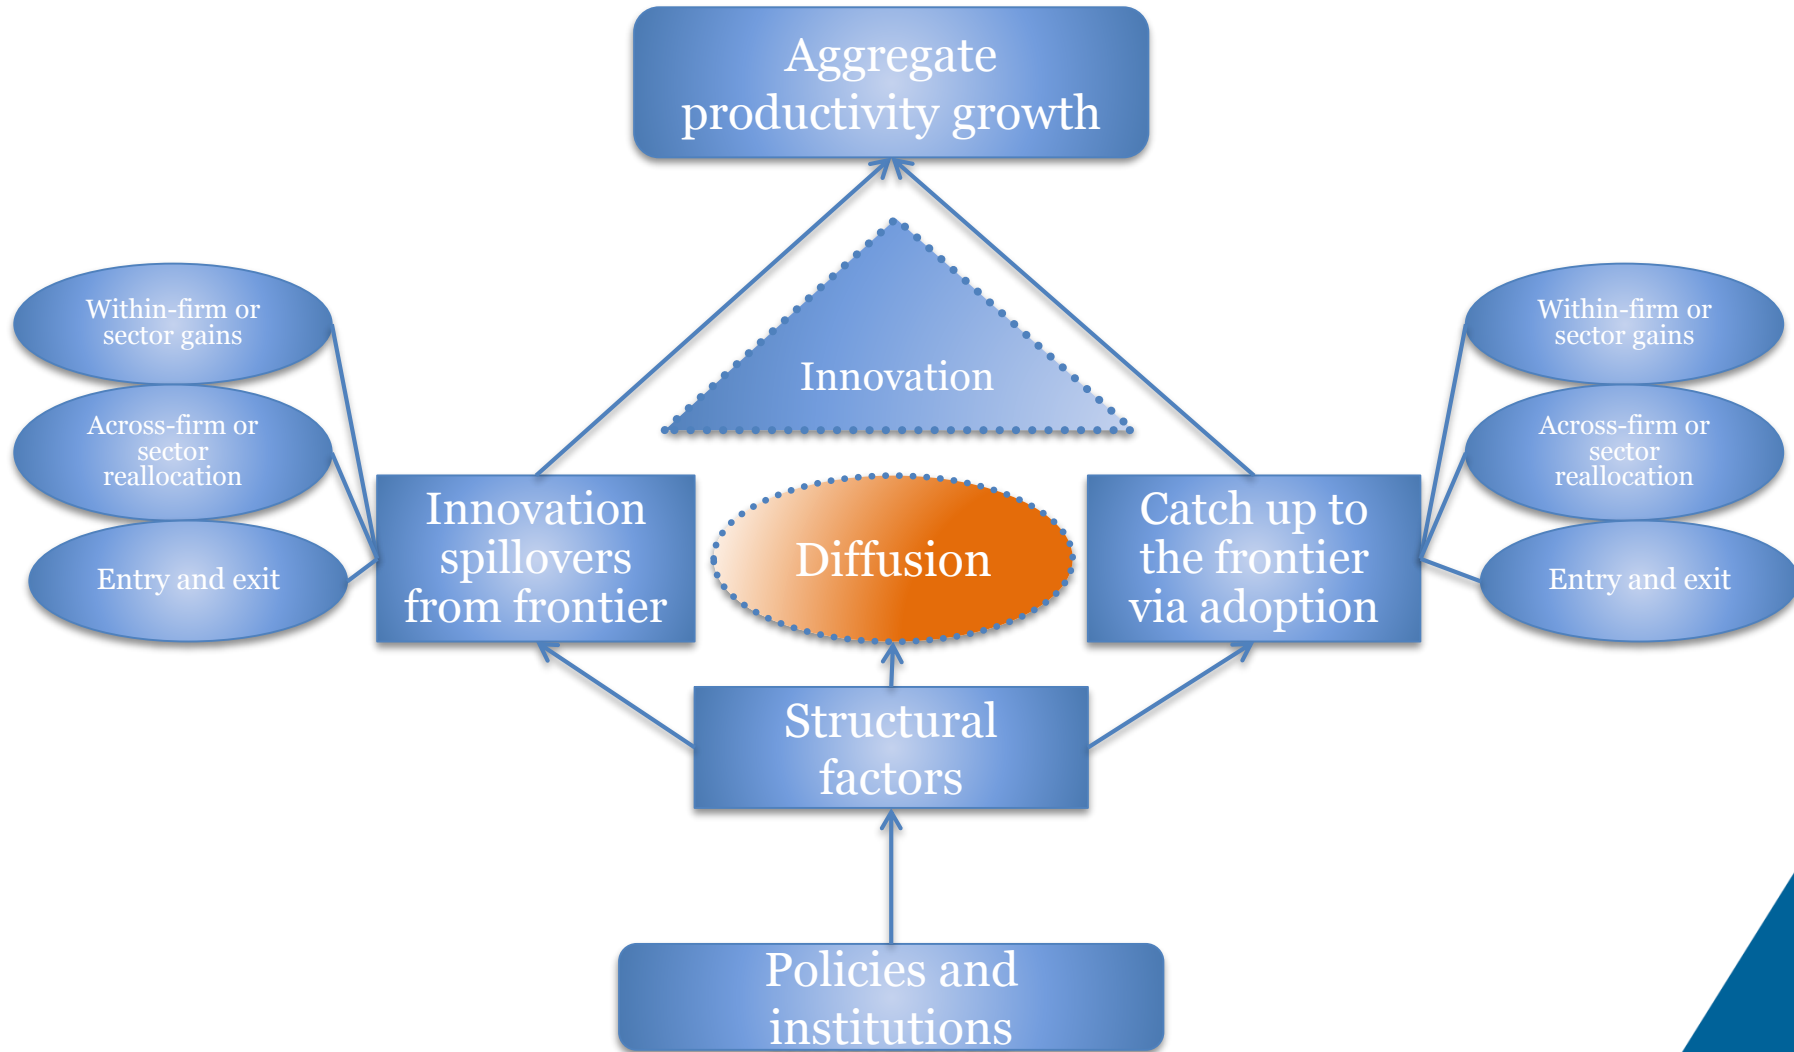 Aggregate
productivity growth
Within-firm or
sector gains
Across-firm or
sector
reallocation
Entry and exit
Innovation
spillovers
from frontier
Innovation
Diffusion
Catch up to
the frontier
via adoption
Within-firm or
sector gains
Across-firm or
sector
reallocation
Entry and exit
Structural
factors
Policies and
institutions